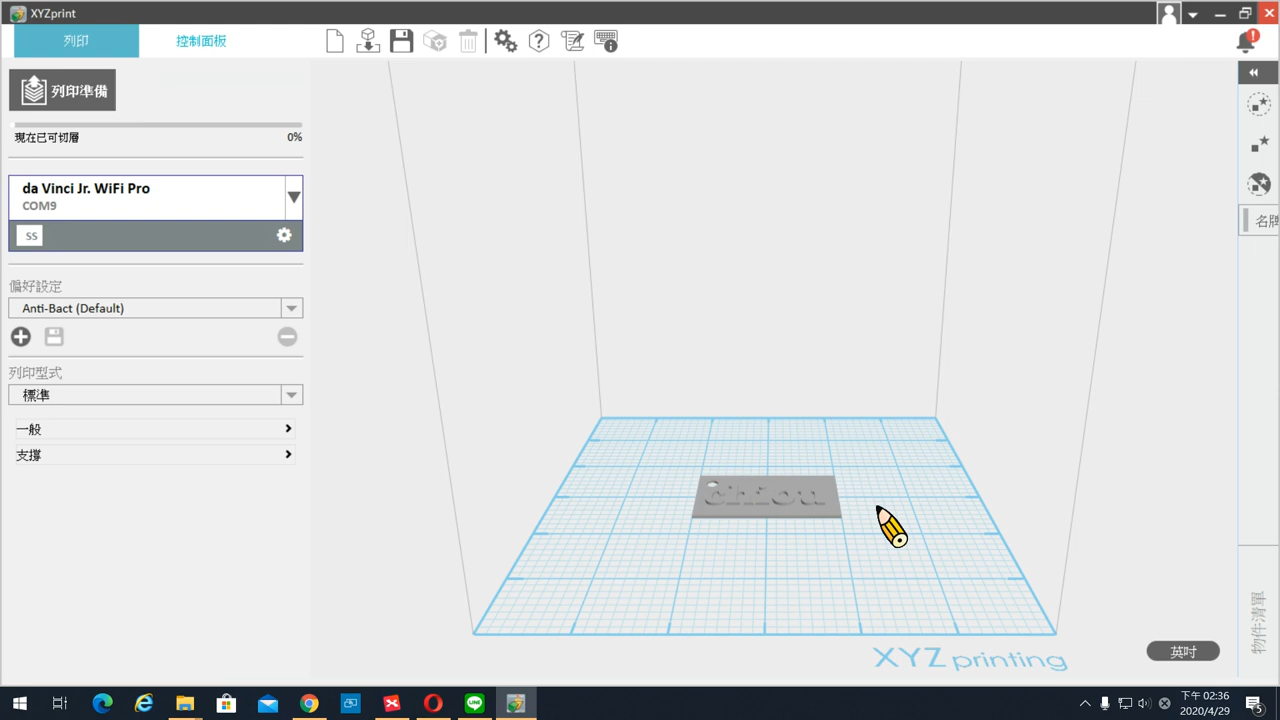 XYZprint
列印
控制面板
列印準備
現在已可切層
0%
da Vinci Jr. WiFi Pro
COM9
ss
偏好設定
Anti-Bact (Default)
列印型式
標準
一般
支撐
chiou
XYZprinting
英吋
名牌
物件清單
下午 02:36
2020/4/29
5